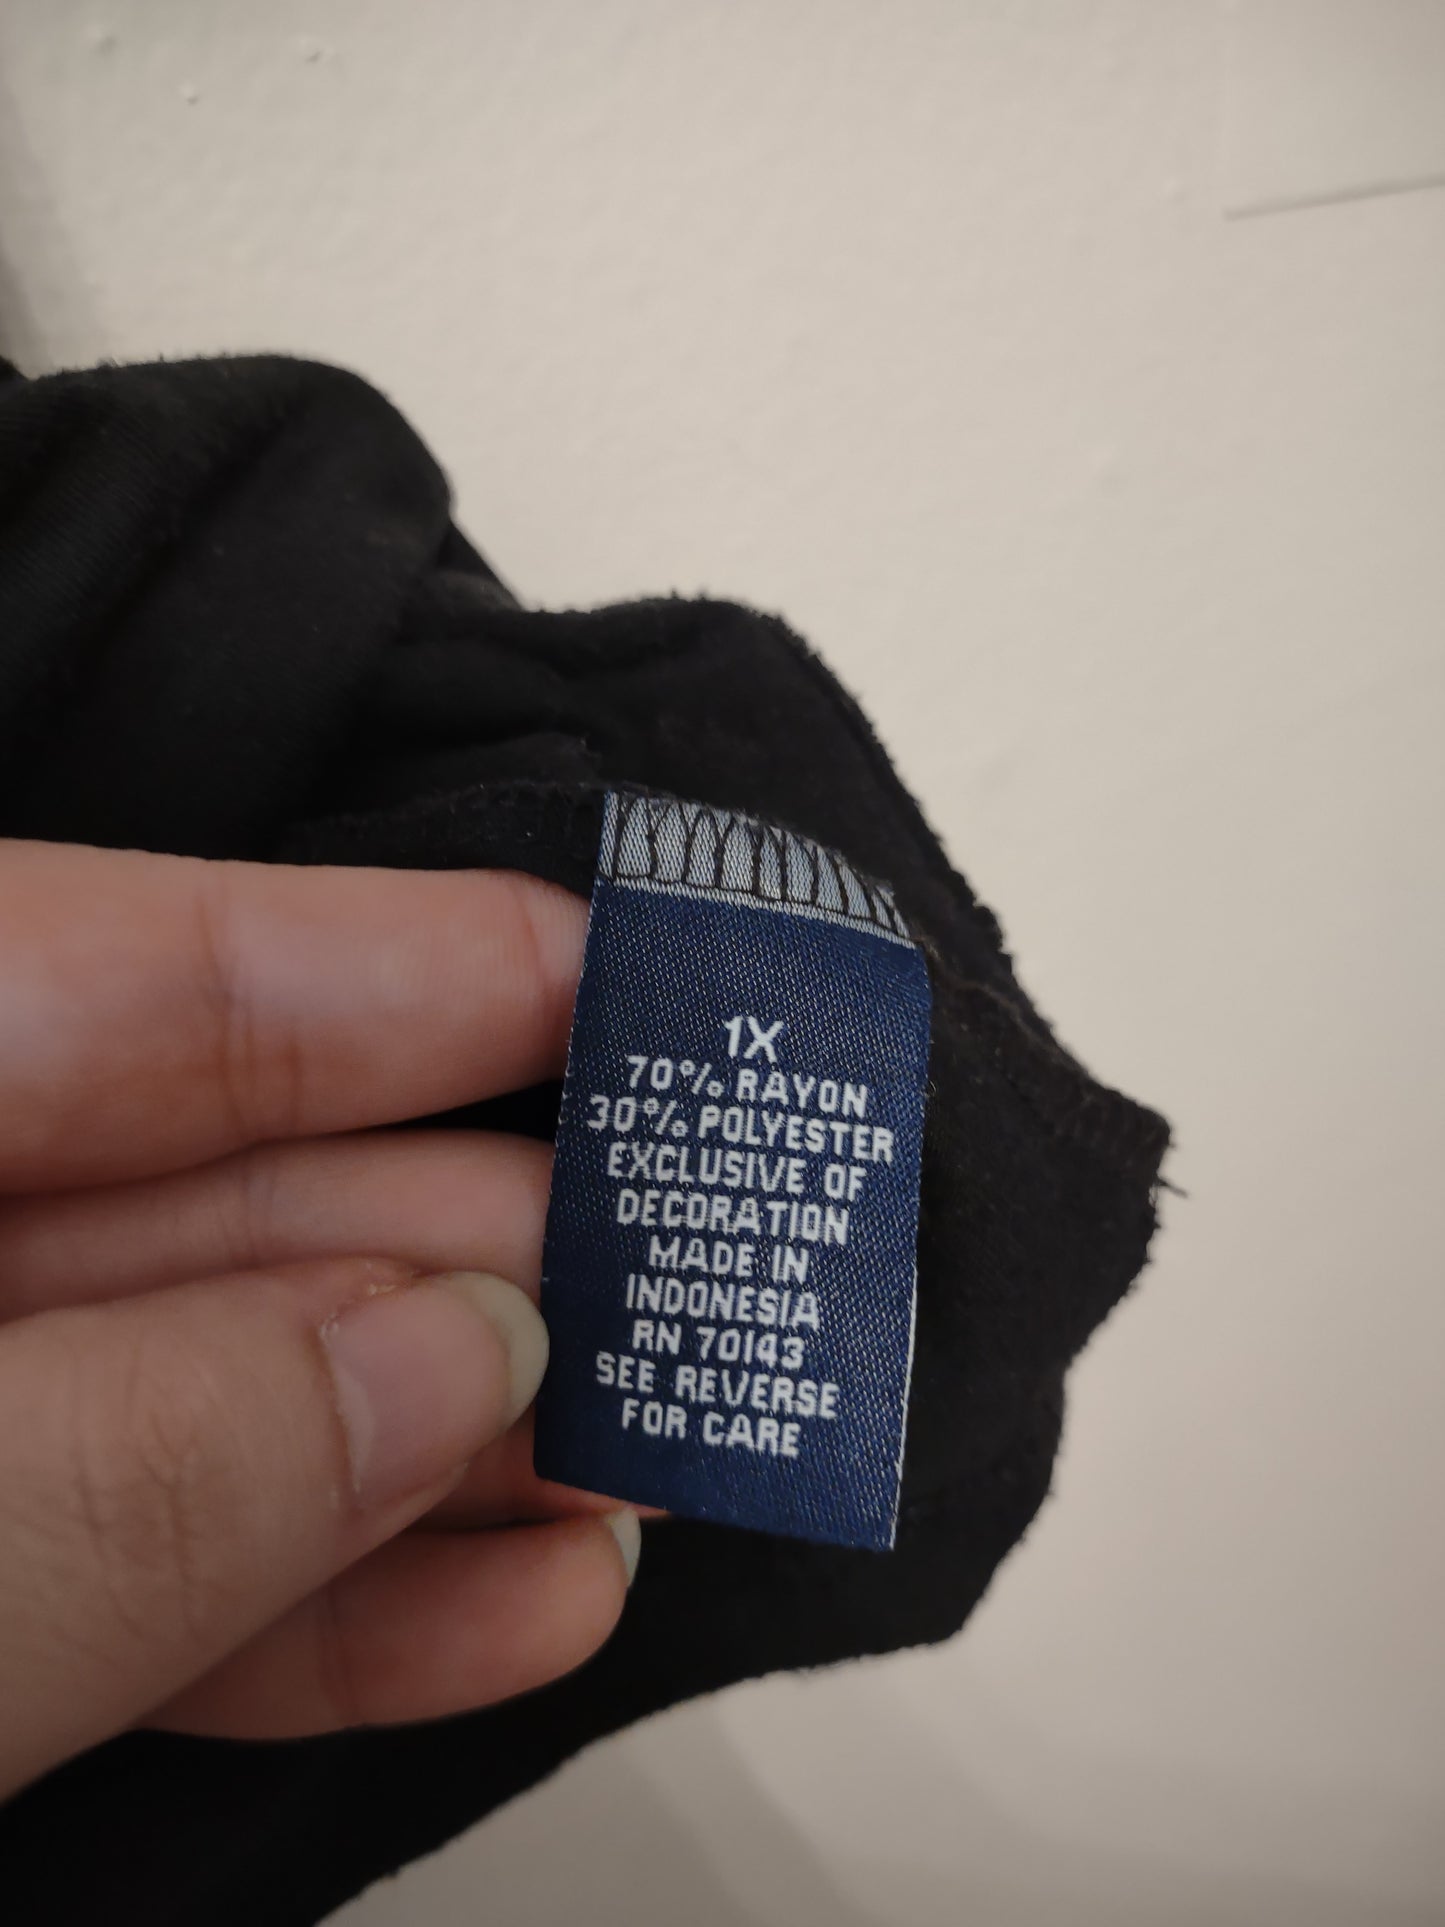 1X
70% RAYON
30% POLYESTER
EXCLUSIVE OF
DECORATION
MADE IN
INDONESIA
RN 70143
SEE REVERSE
FOR CARE